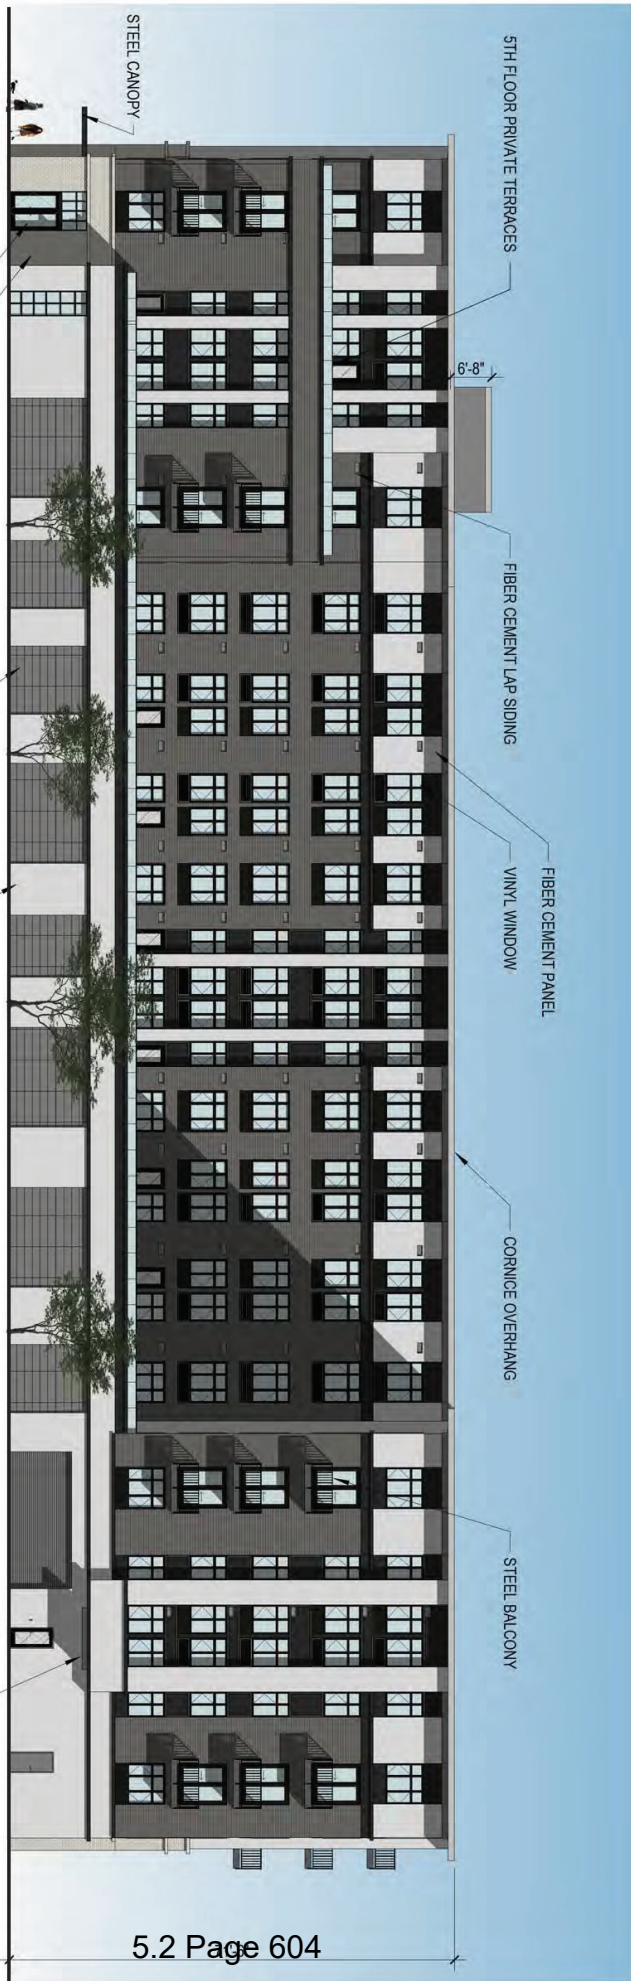 STEEL CANOPY
5TH FLOOR PRIVATE TERRACES
6'-8"
FIBER CEMENT LAP SIDING
FIBER CEMENT PANEL
VINYL WINDOW
CORNICE OVERHANG
STEEL BALCONY
5.2 Page 604